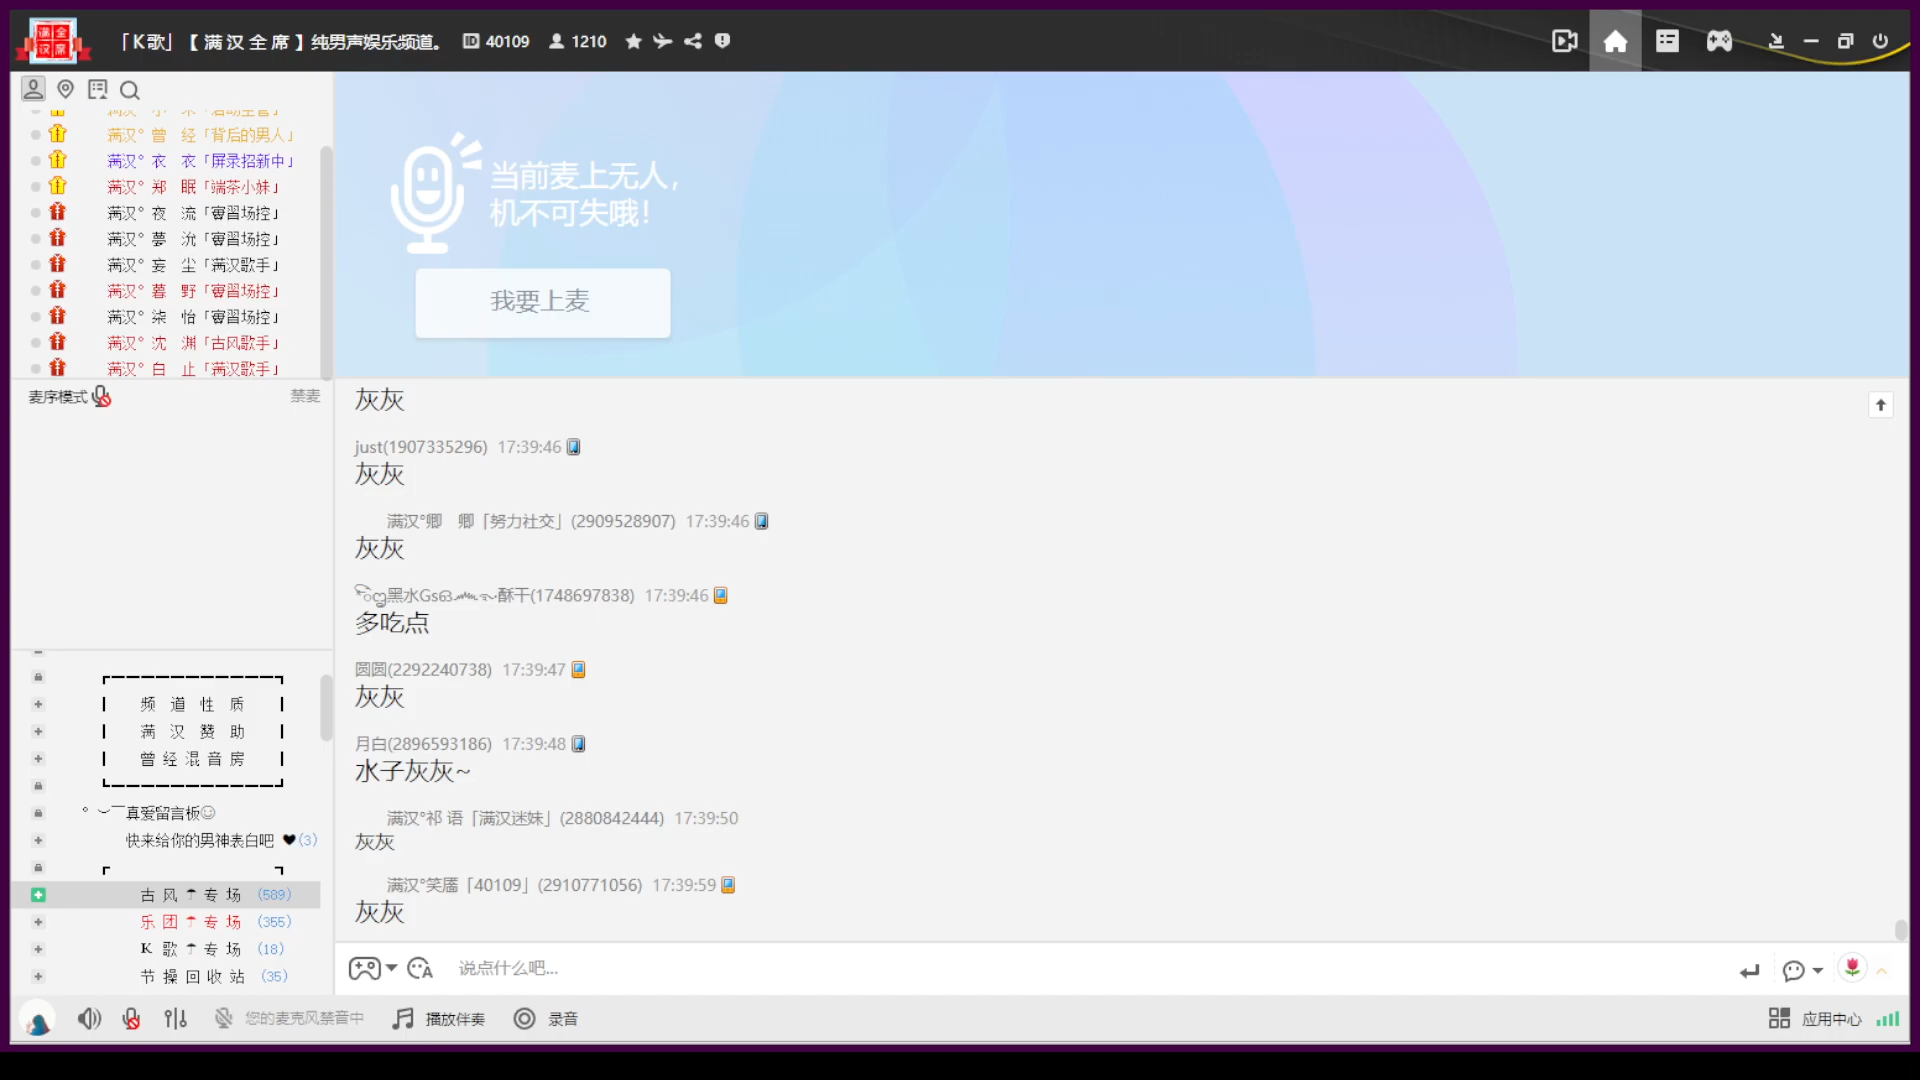 「K歌」【 满 汉 全 席 】纯男声娱乐频道。 ID 40109 1210
满汉° 曾 经「背后的男人」
满汉° 衣 衣「屏录招新中」
满汉° 郑 眠「端茶小妹」
满汉° 夜 流「實習场控」
满汉° 夢 沇「實習场控」
满汉° 妄 尘「满汉歌手」
满汉° 暮 野「實習场控」
满汉° 柒 怡「實習场控」
满汉° 沈 渊「古风歌手」
满汉° 白 止「满汉歌手」
麦序模式 禁麦
频 道 性 质
满 汉 赞 助
曾 经 混 音 房
真爱留言板
快来给你的男神表白吧 ❤(3)
古 风 ☂ 专 场 (589)
乐 团 ☂ 专 场 (355)
K 歌 ☂ 专 场 (18)
节 操 回 收 站 (35)
当前麦上无人,
机不可失哦!
我要上麦
灰灰
just(1907335296) 17:39:46
灰灰
满汉°卿 卿「努力社交」(2909528907) 17:39:46
灰灰
黑水Gs 酥干(1748697838) 17:39:46
多吃点
圆圆(2292240738) 17:39:47
灰灰
月白(2896593186) 17:39:48
水子灰灰~
满汉°祁 语「满汉迷妹」(2880842444) 17:39:50
灰灰
满汉°笑靥「40109」(2910771056) 17:39:59
灰灰
说点什么吧...
您的麦克风禁音中 播放伴奏 录音 应用中心